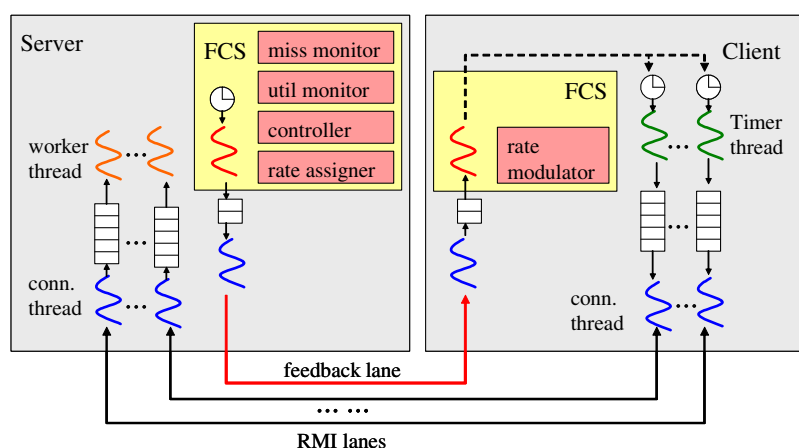 Server
FCS
miss monitor
util monitor
controller
rate assigner
worker
thread
...
...
conn.
thread
...
Client
FCS
rate
modulator
Timer
thread
...
...
conn.
thread
...
feedback lane
... ...
RMI lanes